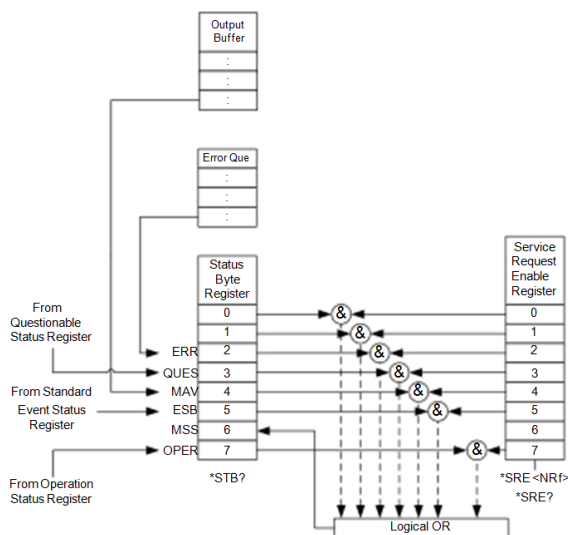 Output
Buffer
:
:
:
Error Que
:
:
:
Status
Byte
Register
Service
Request
Enable
Register
0 & 0
1 & 1
From
Questionable
Status Register
ERR 2 & 2
QUES 3 & 3
From Standard
Event Status
Register
MAV 4 & 4
ESB 5 & 5
MSS 6 6
OPER 7 & 7
From Operation
Status Register
*STB?
*SRE <NRf>
*SRE?
Logical OR